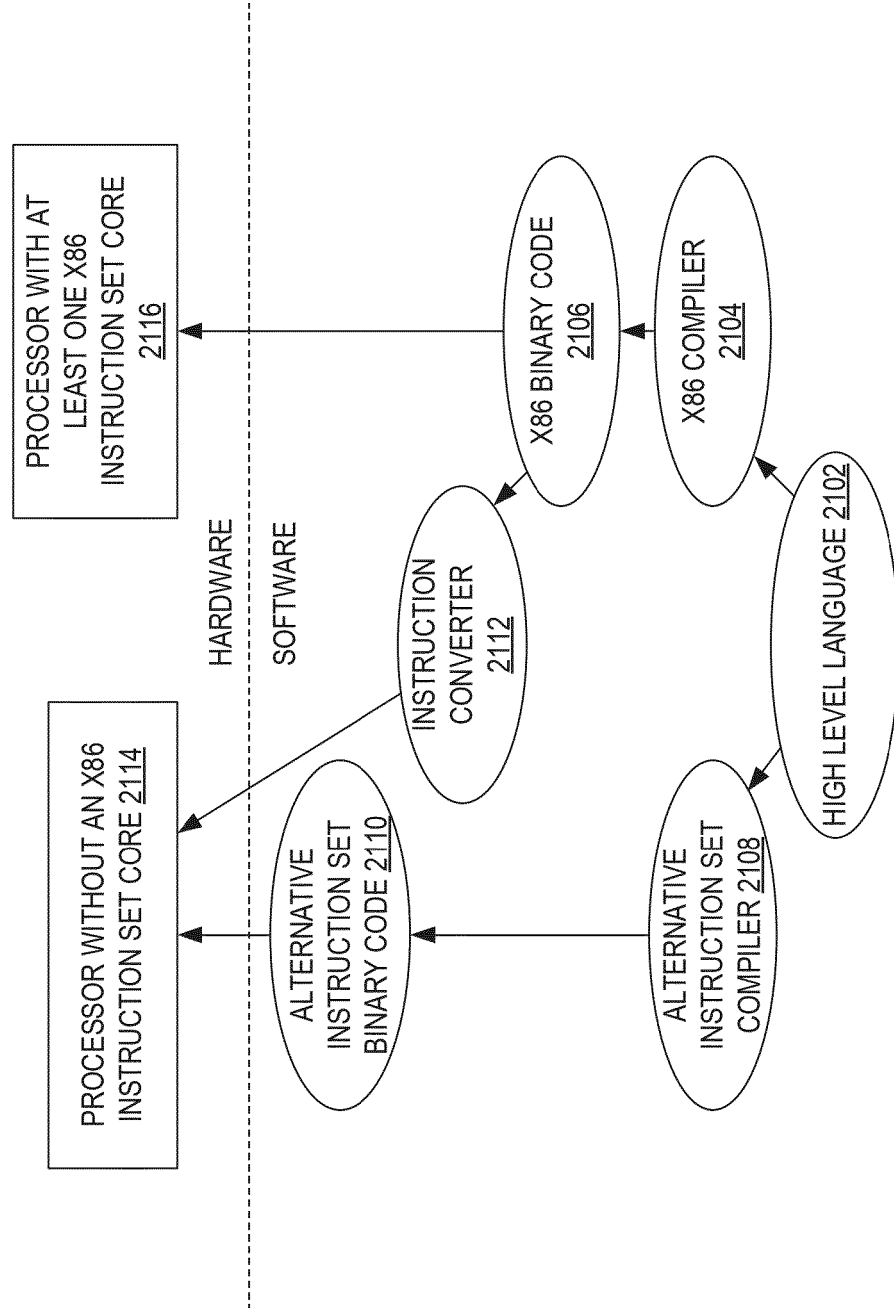 PROCESSOR WITHOUT AN X86
INSTRUCTION SET CORE 2114
PROCESSOR WITH AT
LEAST ONE X86
INSTRUCTION SET CORE
2116
HARDWARE
SOFTWARE
ALTERNATIVE
INSTRUCTION SET
BINARY CODE 2110
INSTRUCTION
CONVERTER
2112
X86 BINARY CODE
2106
ALTERNATIVE
INSTRUCTION SET
COMPILER 2108
X86 COMPILER
2104
HIGH LEVEL LANGUAGE 2102